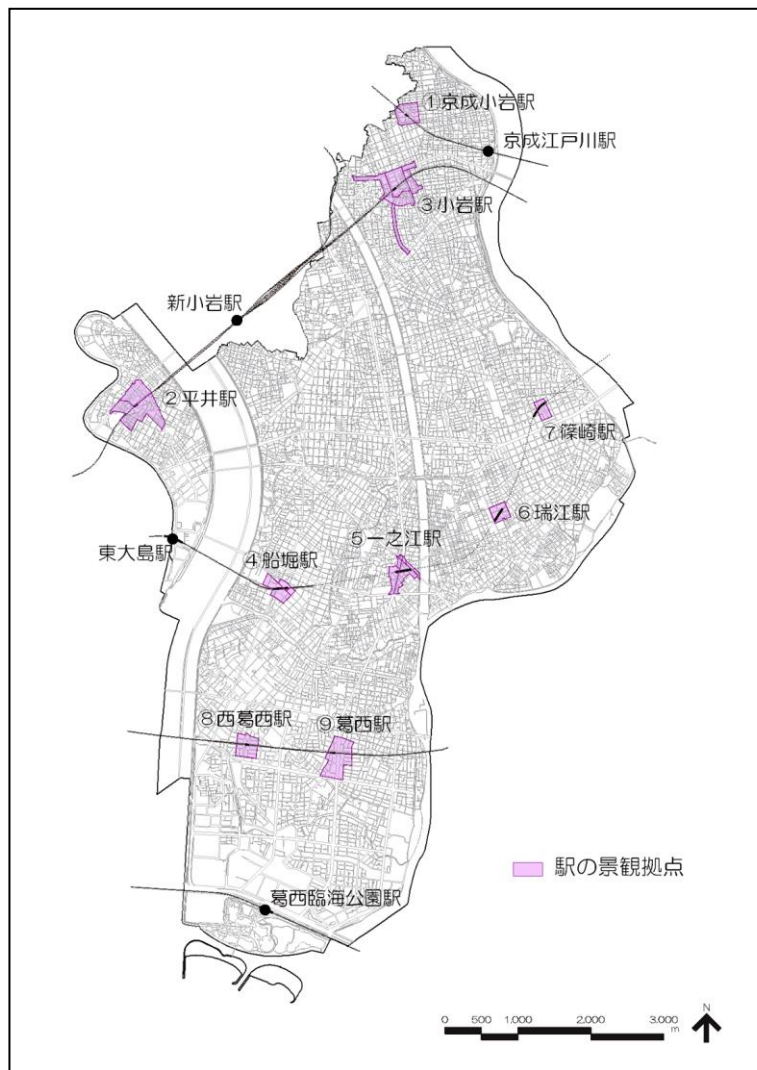 ①京成小岩駅
京成江戸川駅
③小岩駅
新小岩駅
②平井駅
7篠崎駅
⑥瑞江駅
5一之江駅
東大島駅
4船堀駅
⑧西葛西駅
⑨葛西駅
駅の景観拠点
葛西臨海公園駅
0 500 1.000 2.000 3.000
m
N